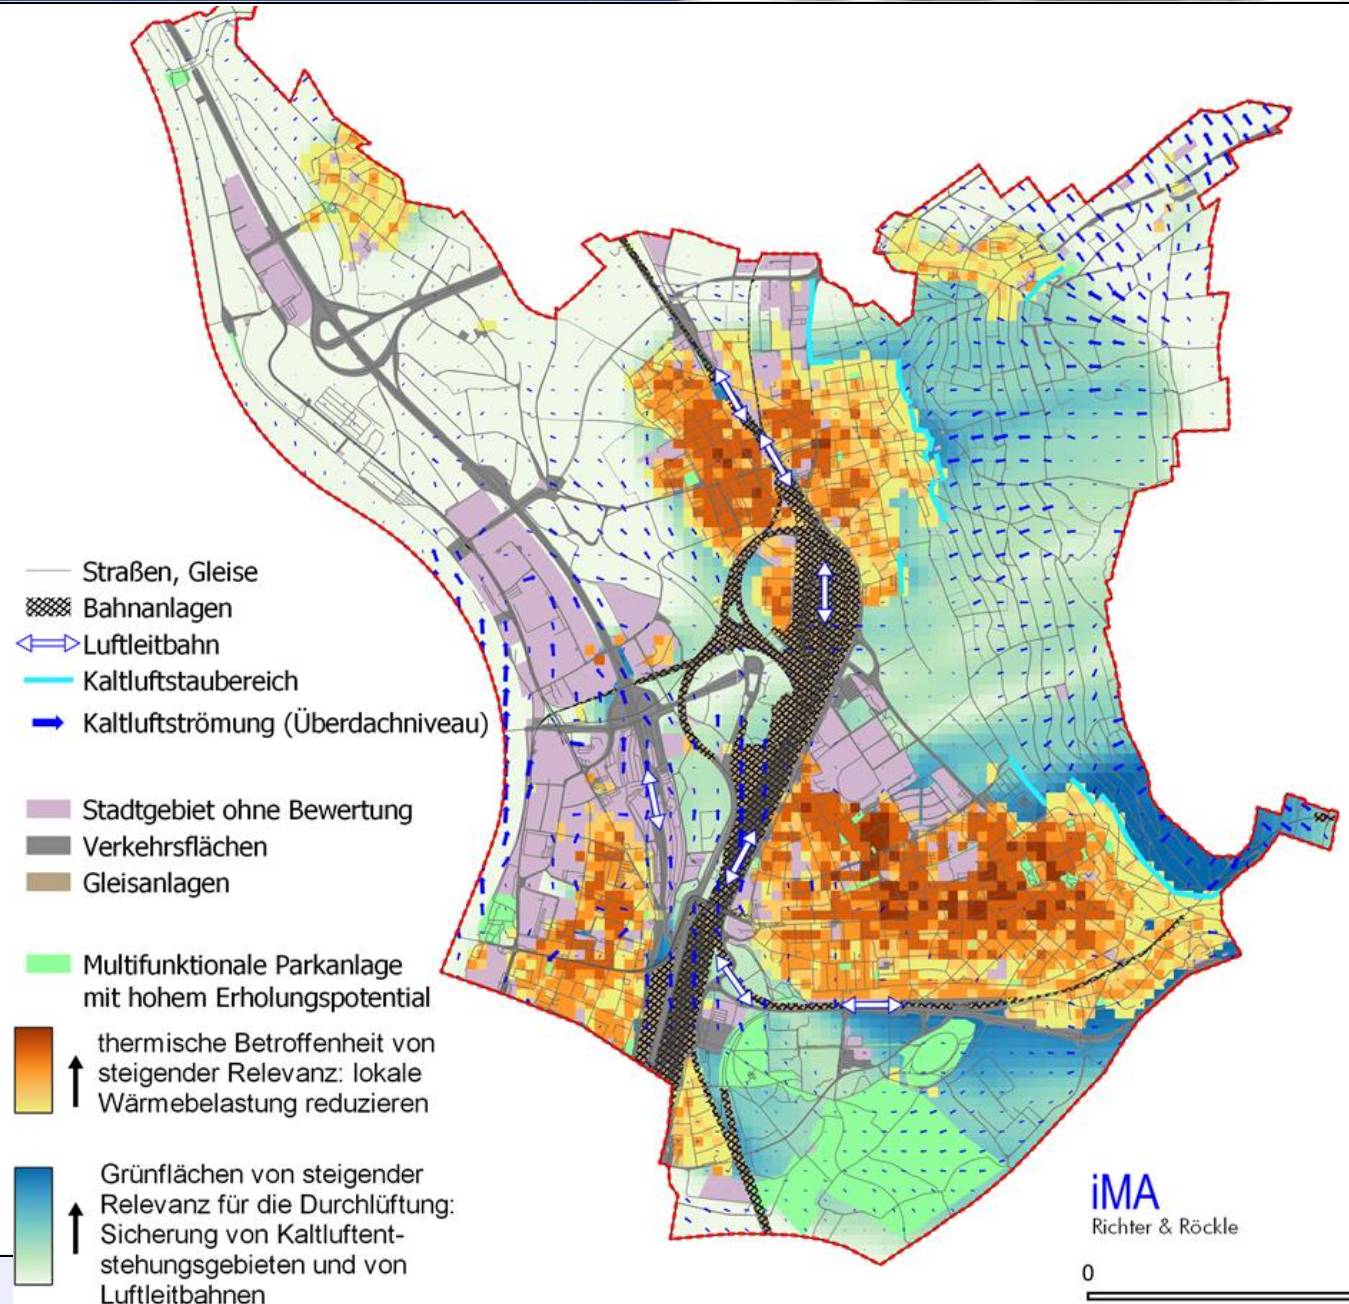 Straßen, Gleise
Bahnanlagen
Luftleitbahn
Kaltluftstaubereich
Kaltluftströmung (Überdachniveau)
Stadtgebiet ohne Bewertung
Verkehrsflächen
Gleisanlagen
Multifunktionale Parkanlage
mit hohem Erholungspotential
thermische Betroffenheit von
steigender Relevanz: lokale
Wärmebelastung reduzieren
Grünflächen von steigender
Relevanz für die Durchlüftung:
Sicherung von Kaltluftent-
stehungsgebieten und von
Luftleitbahnen
iMA
Richter & Röckle
0